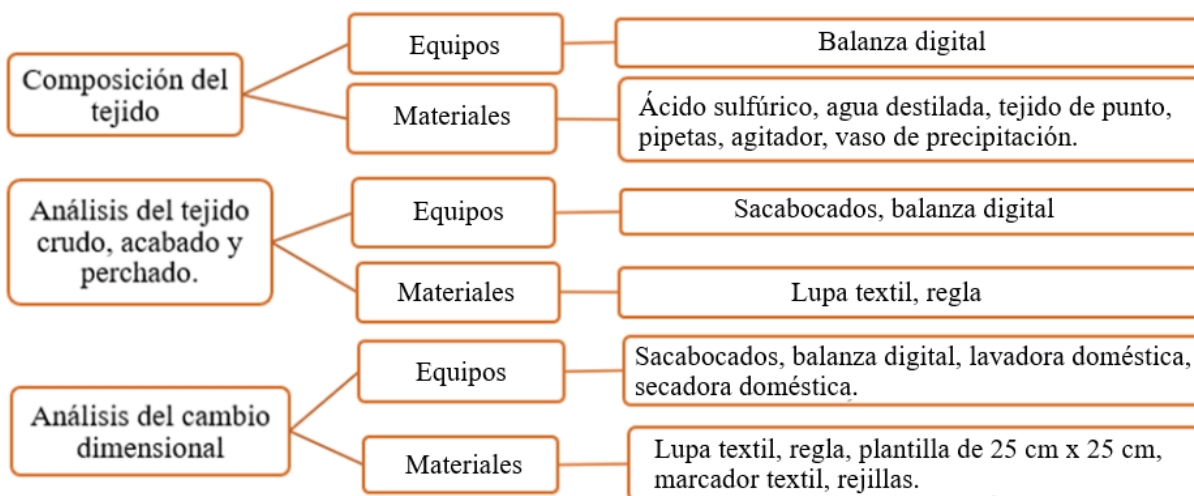 Composición del
tejido
Equipos
Balanza digital
Materiales
Ácido sulfúrico, agua destilada, tejido de punto,
pipetas, agitador, vaso de precipitación.
Análisis del tejido
crudo, acabado y
perchado.
Equipos
Sacabocados, balanza digital
Materiales
Lupa textil, regla
Análisis del cambio
dimensional
Equipos
Sacabocados, balanza digital, lavadora doméstica,
secadora doméstica.
Materiales
Lupa textil, regla, plantilla de 25 cm x 25 cm,
marcador textil, rejillas.